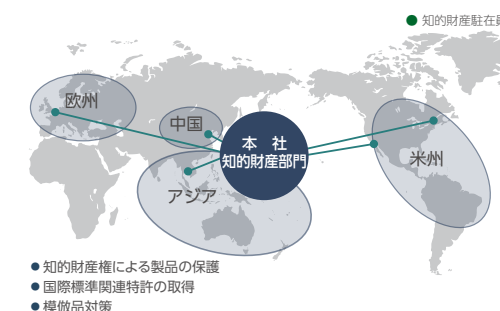 ● 知的財産駐在員
欧州
中国
本 社
知的財産部門
米州
アジア
● 知的財産権による製品の保護
● 国際標準関連特許の取得
● 模倣品対策